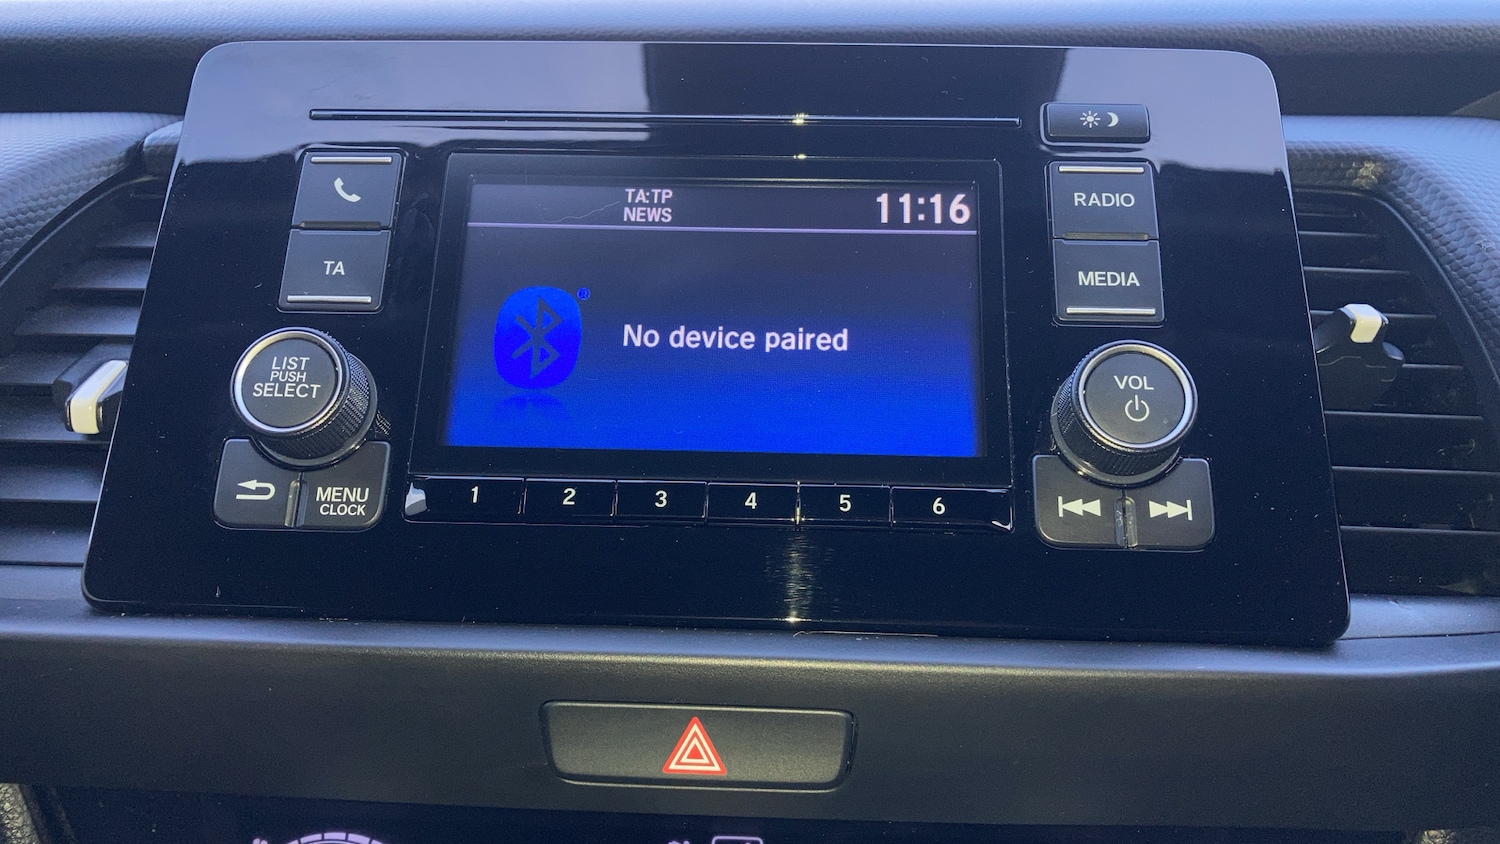 TA:TP
NEWS
11:16
No device paired
TA
LIST
PUSH
SELECT
MENU
CLOCK
RADIO
MEDIA
VOL
1 2 3 4 5 6